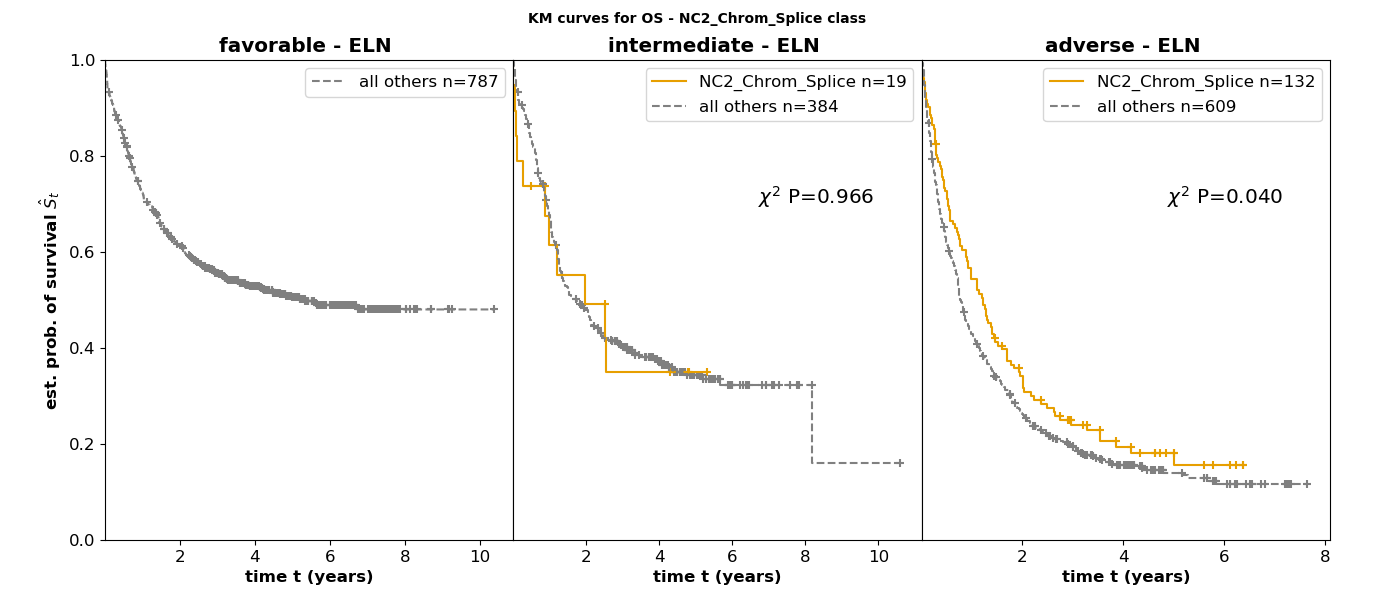 KM curves for OS - NC2_Chrom_Splice class
favorable - ELN
intermediate - ELN
adverse - ELN
est. prob. of survival Ŝt
1.0
0.8
0.6
0.4
0.2
0.0
all others n=787
2 4 6 8 10
time t (years)
NC2_Chrom_Splice n=19
all others n=384
χ² P=0.966
2 4 6 8 10
time t (years)
NC2_Chrom_Splice n=132
all others n=609
χ² P=0.040
2 4 6 8
time t (years)